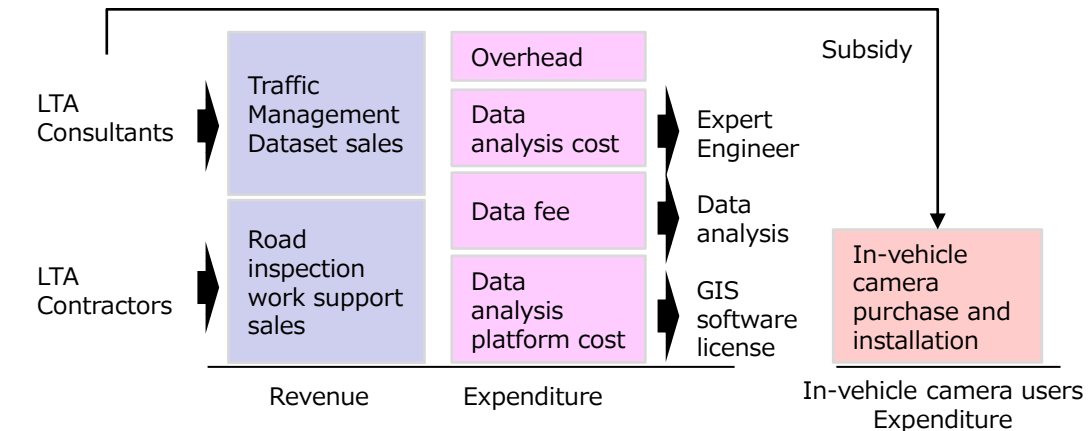 Subsidy
LTA
Consultants
Traffic
Management
Dataset sales
Overhead
Data
analysis cost
Expert
Engineer
Data fee
Data
analysis
LTA
Contractors
Road
inspection
work support
sales
Data
analysis
platform cost
GIS
software
license
In-vehicle
camera
purchase and
installation
Revenue
Expenditure
In-vehicle camera users
Expenditure